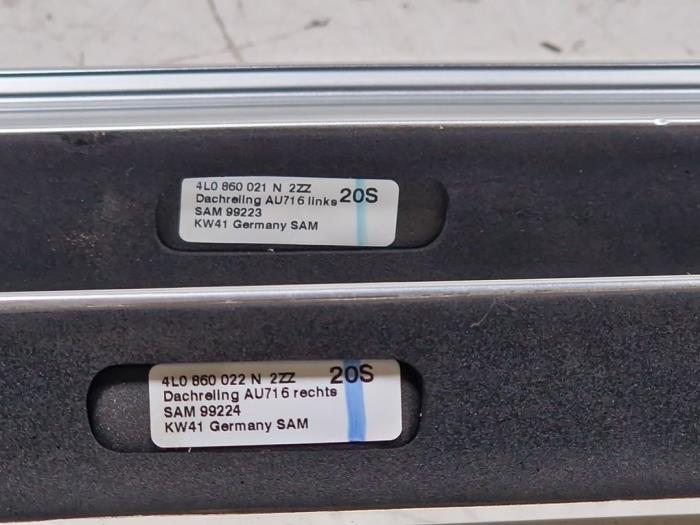 4L0 860 021 N 2ZZ 20S
Dachreling AU716 links
SAM 99223
KW41 Germany SAM
4L0 860 022 N 2ZZ 20S
Dachreling AU716 rechts
SAM 99224
KW41 Germany SAM